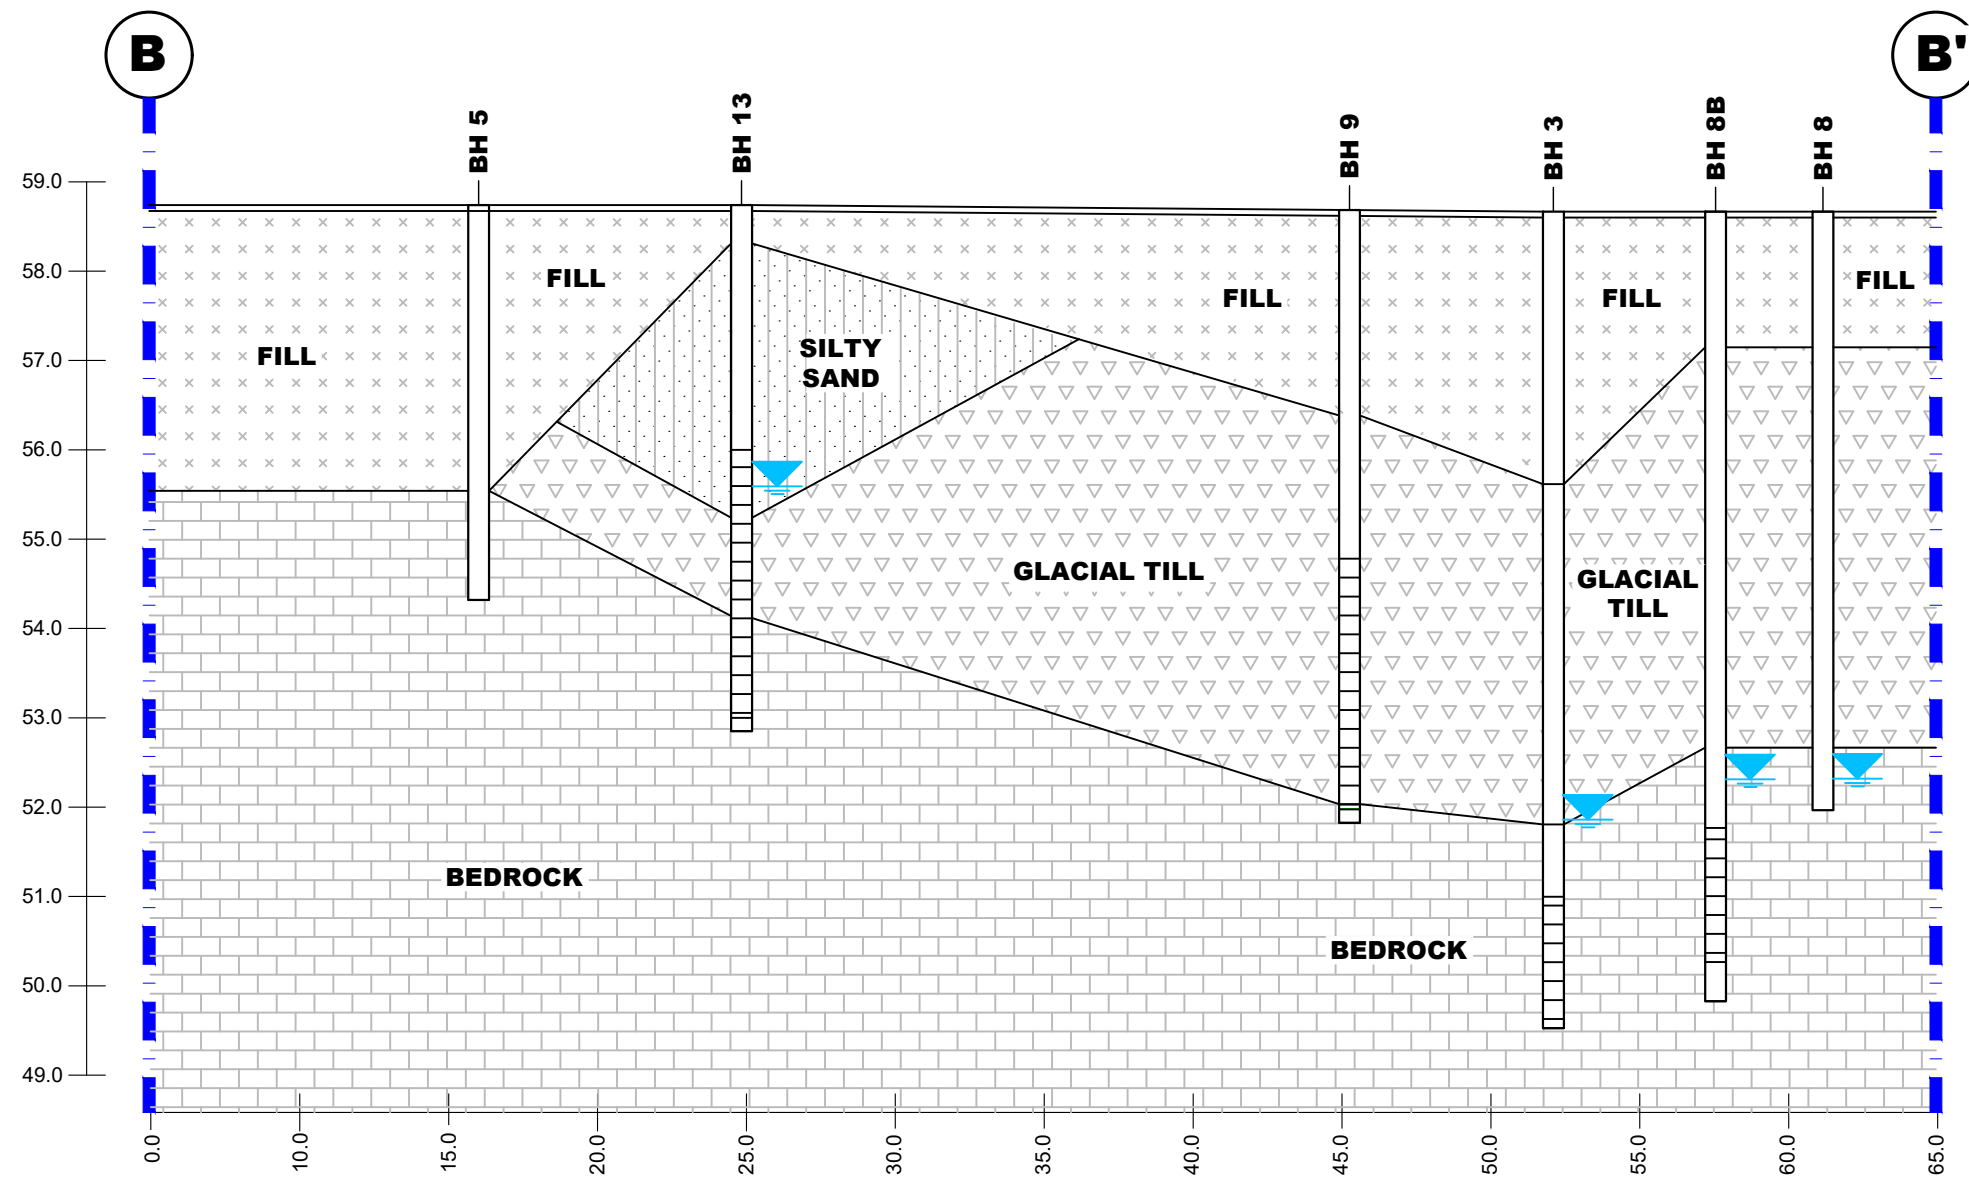 B
B'
BH 5
BH 13
BH 9
BH 3
BH 8B
BH 8
59.0
58.0
57.0
56.0
55.0
54.0
53.0
52.0
51.0
50.0
49.0
FILL
FILL
FILL
FILL
FILL
SILTY
SAND
GLACIAL TILL
GLACIAL
TILL
BEDROCK
BEDROCK
0.0
10.0
15.0
20.0
25.0
30.0
35.0
40.0
45.0
50.0
55.0
60.0
65.0